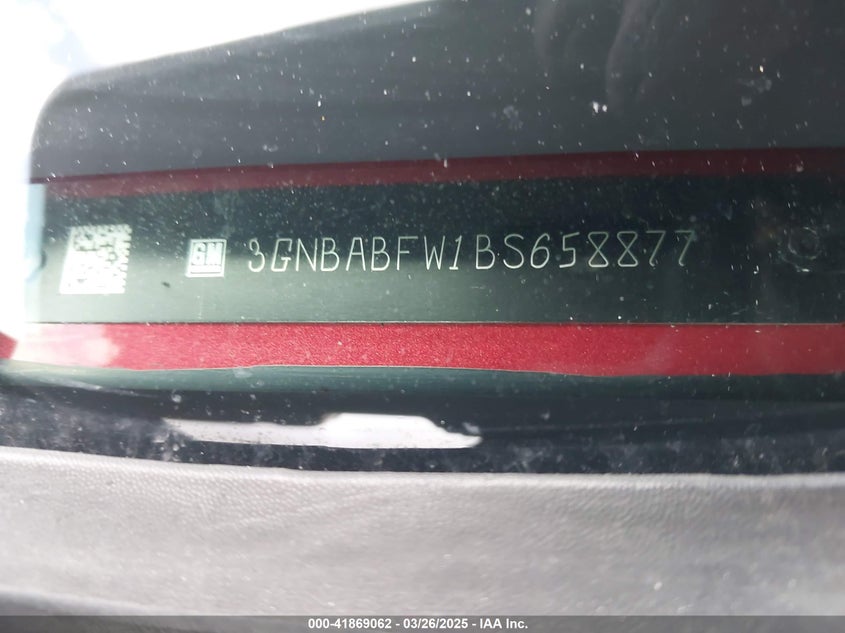 GM 3GNBABFW1BS658877
000-41869062 - 03/26/2025 - IAA Inc.